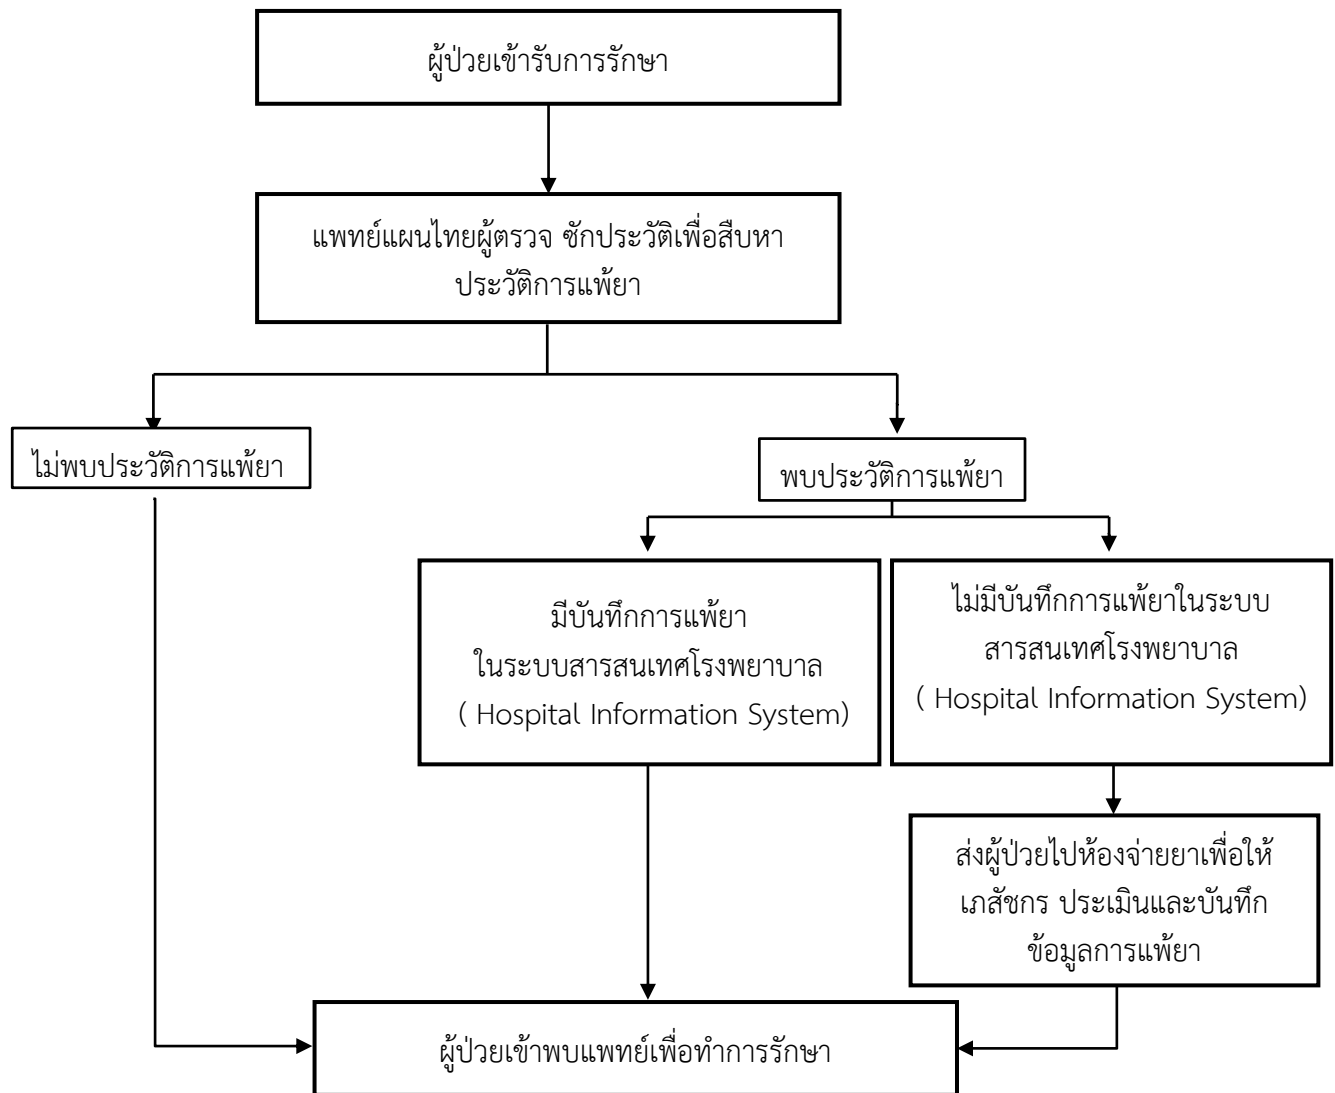 ผู้ป่วยเข้ารับการรักษา
แพทย์แผนไทยผู้ตรวจ ซักประวัติเพื่อสืบหา
ประวัติการแพ้ยา
ไม่พบประวัติการแพ้ยา
พบประวัติการแพ้ยา
มีบันทึกการแพ้ยา
ในระบบสารสนเทศโรงพยาบาล
( Hospital Information System)
ไม่มีบันทึกการแพ้ยาในระบบ
สารสนเทศโรงพยาบาล
( Hospital Information System)
ส่งผู้ป่วยไปห้องจ่ายยาเพื่อให้
เภสัชกร ประเมินและบันทึก
ข้อมูลการแพ้ยา
ผู้ป่วยเข้าพบแพทย์เพื่อทำการรักษา